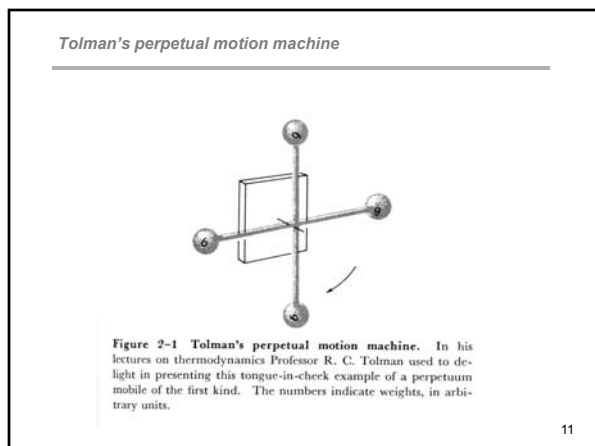 Tolman's perpetual motion machine
9
9
6
6
Figure 2–1 Tolman's perpetual motion machine. In his
lectures on thermodynamics Professor R. C. Tolman used to de-
light in presenting this tongue-in-cheek example of a perpetuum
mobile of the first kind. The numbers indicate weights, in arbi-
trary units.
11